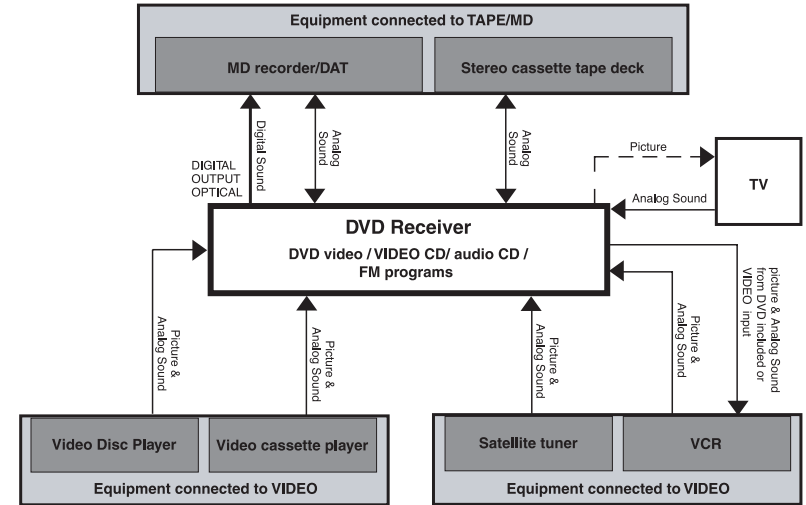 Equipment connected to TAPE/MD
MD recorder/DAT
Stereo cassette tape deck
Digital Sound
Analog
Sound
Analog
Sound
DIGITAL
OUTPUT
OPTICAL
Picture
TV
Analog Sound
DVD Receiver
DVD video / VIDEO CD/ audio CD /
FM programs
Picture &
Analog Sound
Picture &
Analog Sound
Picture &
Analog Sound
Picture &
Analog Sound
picture & Analog Sound
from DVD included or
VIDEO input
Video Disc Player
Video cassette player
Satellite tuner
VCR
Equipment connected to VIDEO
Equipment connected to VIDEO